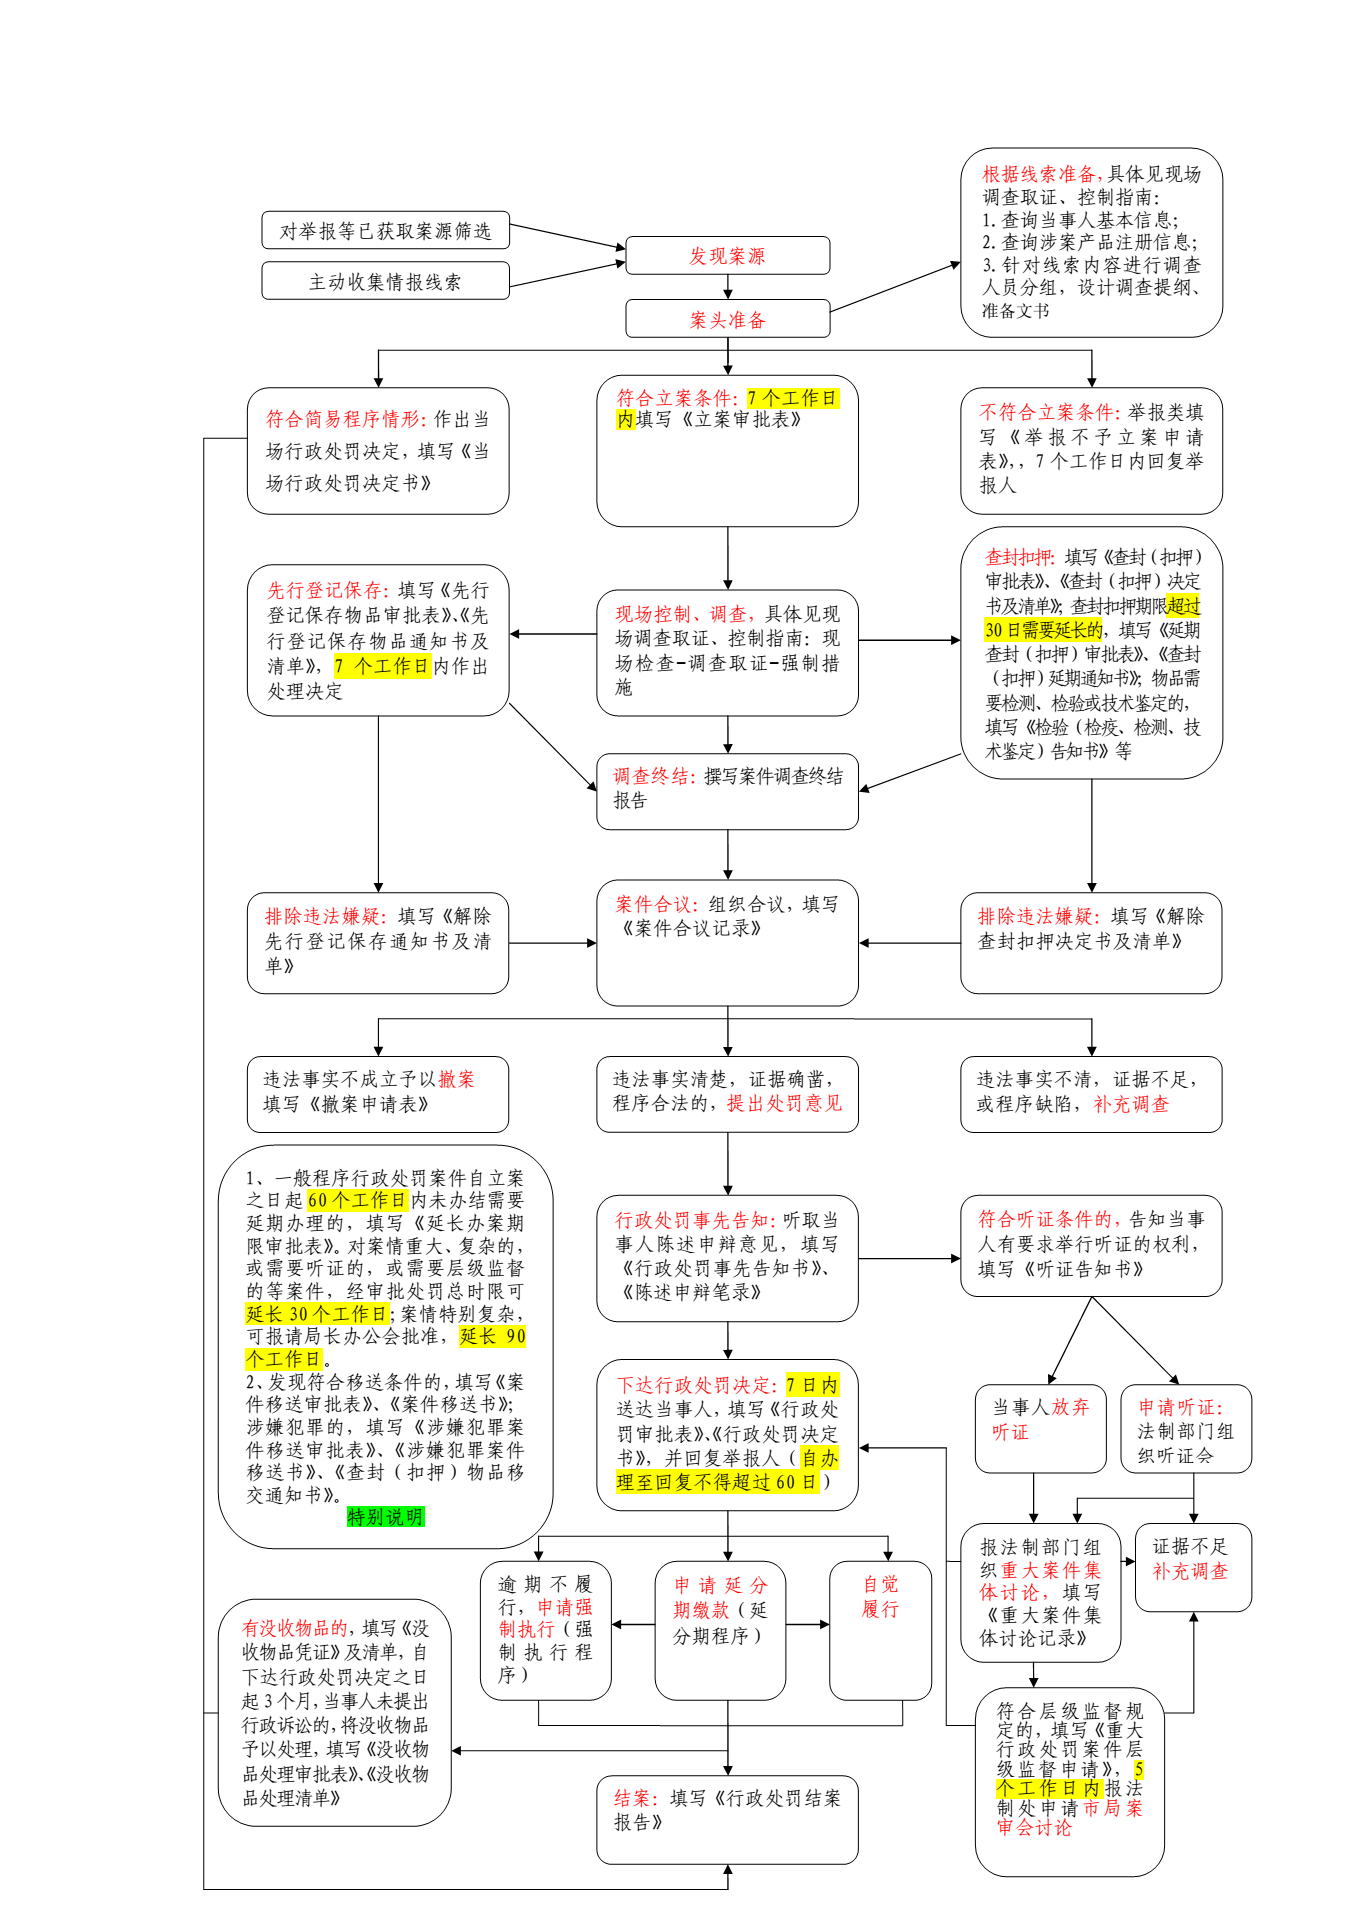 对举报等已获取案源筛选
主动收集情报线索
发现案源
案头准备
根据线索准备,具体见现场
调查取证、控制指南：
1. 查询当事人基本信息；
2. 查询涉案产品注册信息；
3. 针对线索内容进行调查
人员分组，设计调查提纲、
准备文书
符合简易程序情形：作出当
场行政处罚决定，填写《当
场行政处罚决定书》
符合立案条件：7 个工作日
内填写《立案审批表》
不符合立案条件：举报类填
写《举报不予立案申请
表》，，7 个工作日内回复举
报人
先行登记保存：填写《先行
登记保存物品审批表》、《先
行登记保存物品通知书及
清单》，7 个工作日内作出
处理决定
现场控制、调查，具体见现
场调查取证、控制指南：现
场检查-调查取证-强制措
施
查封扣押：填写《查封（扣押）
审批表》、《查封（扣押）决定
书及清单》；查封扣押期限超过
30 日需要延长的，填写《延期
查封（扣押）审批表》、《查封
（扣押）延期通知书》；物品需
要检测、检验或技术鉴定的，
填写《检验（检疫、检测、技
术鉴定）告知书》等
调查终结：撰写案件调查终结
报告
排除违法嫌疑：填写《解除
先行登记保存通知书及清
单》
案件合议：组织合议，填写
《案件合议记录》
排除违法嫌疑：填写《解除
查封扣押决定书及清单》
违法事实不成立予以撤案
填写《撤案申请表》
违法事实清楚，证据确凿，
程序合法的，提出处罚意见
违法事实不清，证据不足，
或程序缺陷，补充调查
1、一般程序行政处罚案件自立案
之日起 60 个工作日内未办结需要
延期办理的，填写《延长办案期
限审批表》。对案情重大、复杂的，
或需要听证的，或需要层级监督
的等案件，经审批处罚总时限可
延长 30 个工作日；案情特别复杂，
可报请局长办公会批准，延长 90
个工作日。
2、发现符合移送条件的，填写《案
件移送审批表》、《案件移送书》；
涉嫌犯罪的，填写《涉嫌犯罪案
件移送审批表》、《涉嫌犯罪案件
移送书》、《查封（扣押）物品移
交通知书》。
特别说明
行政处罚事先告知：听取当
事人陈述申辩意见，填写
《行政处罚事先告知书》、
《陈述申辩笔录》
符合听证条件的，告知当事
人有要求举行听证的权利，
填写《听证告知书》
下达行政处罚决定：7 日内
送达当事人，填写《行政处
罚审批表》、《行政处罚决定
书》，并回复举报人（自办
理至回复不得超过 60 日）
当事人放弃
听证
申请听证：
法制部门组
织听证会
逾期不履
行，申请强
制执行（强
制执行程
序）
申请延分
期缴款（延
分期程序）
自觉
履行
报法制部门组
织重大案件集
体讨论，填写
《重大案件集
体讨论记录》
证据不足
补充调查
有没收物品的，填写《没
收物品凭证》及清单，自
下达行政处罚决定之日
起 3 个月，当事人未提出
行政诉讼的，将没收物品
予以处理，填写《没收物
品处理审批表》、《没收物
品处理清单》
符合层级监督规
定的，填写《重大
行政处罚案件层
级监督申请》，5
个工作日内报法
制处申请市局案
审会讨论
结案：填写《行政处罚结案
报告》